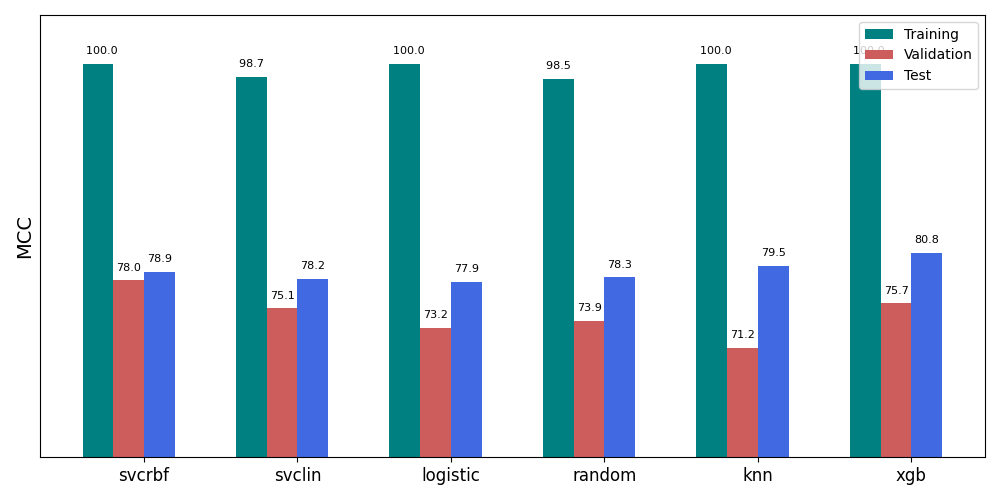 100.0
98.7
100.0
98.5
100.0
100.0
Training
Validation
Test
78.0
78.9
75.1
78.2
73.2
77.9
73.9
78.3
71.2
79.5
75.7
80.8
MCC
svcrbf
svclin
logistic
random
knn
xgb